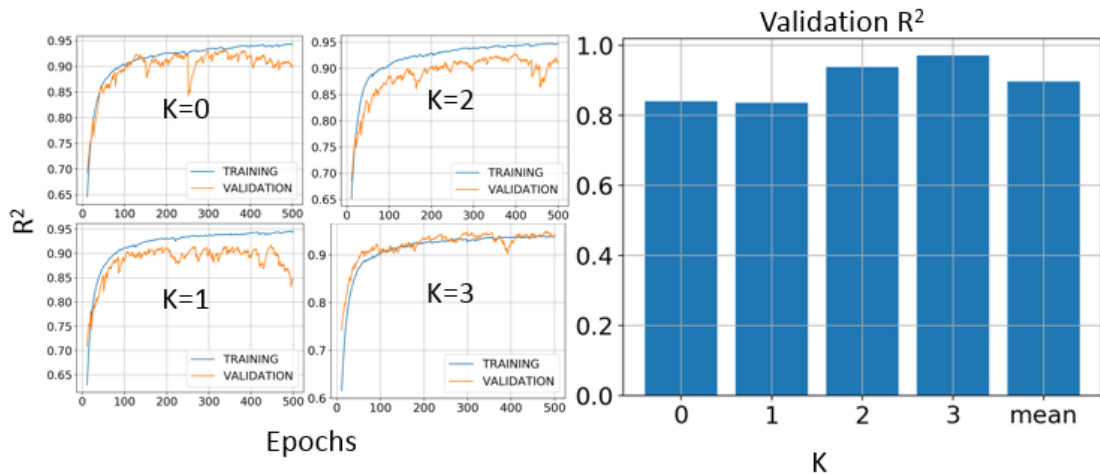 0.95
0.90
0.85
0.80
0.75
0.70
0.65
K=0
TRAINING
VALIDATION
0 100 200 300 400 500
0.95
0.90
0.85
0.80
0.75
0.70
0.65
K=2
TRAINING
VALIDATION
0 100 200 300 400 500
R²
0.95
0.90
0.85
0.80
0.75
0.70
0.65
K=1
TRAINING
VALIDATION
0 100 200 300 400 500
0.9
0.8
0.7
0.6
K=3
TRAINING
VALIDATION
0 100 200 300 400 500
Epochs
Validation R²
1.0
0.8
0.6
0.4
0.2
0.0
0 1 2 3 mean
K